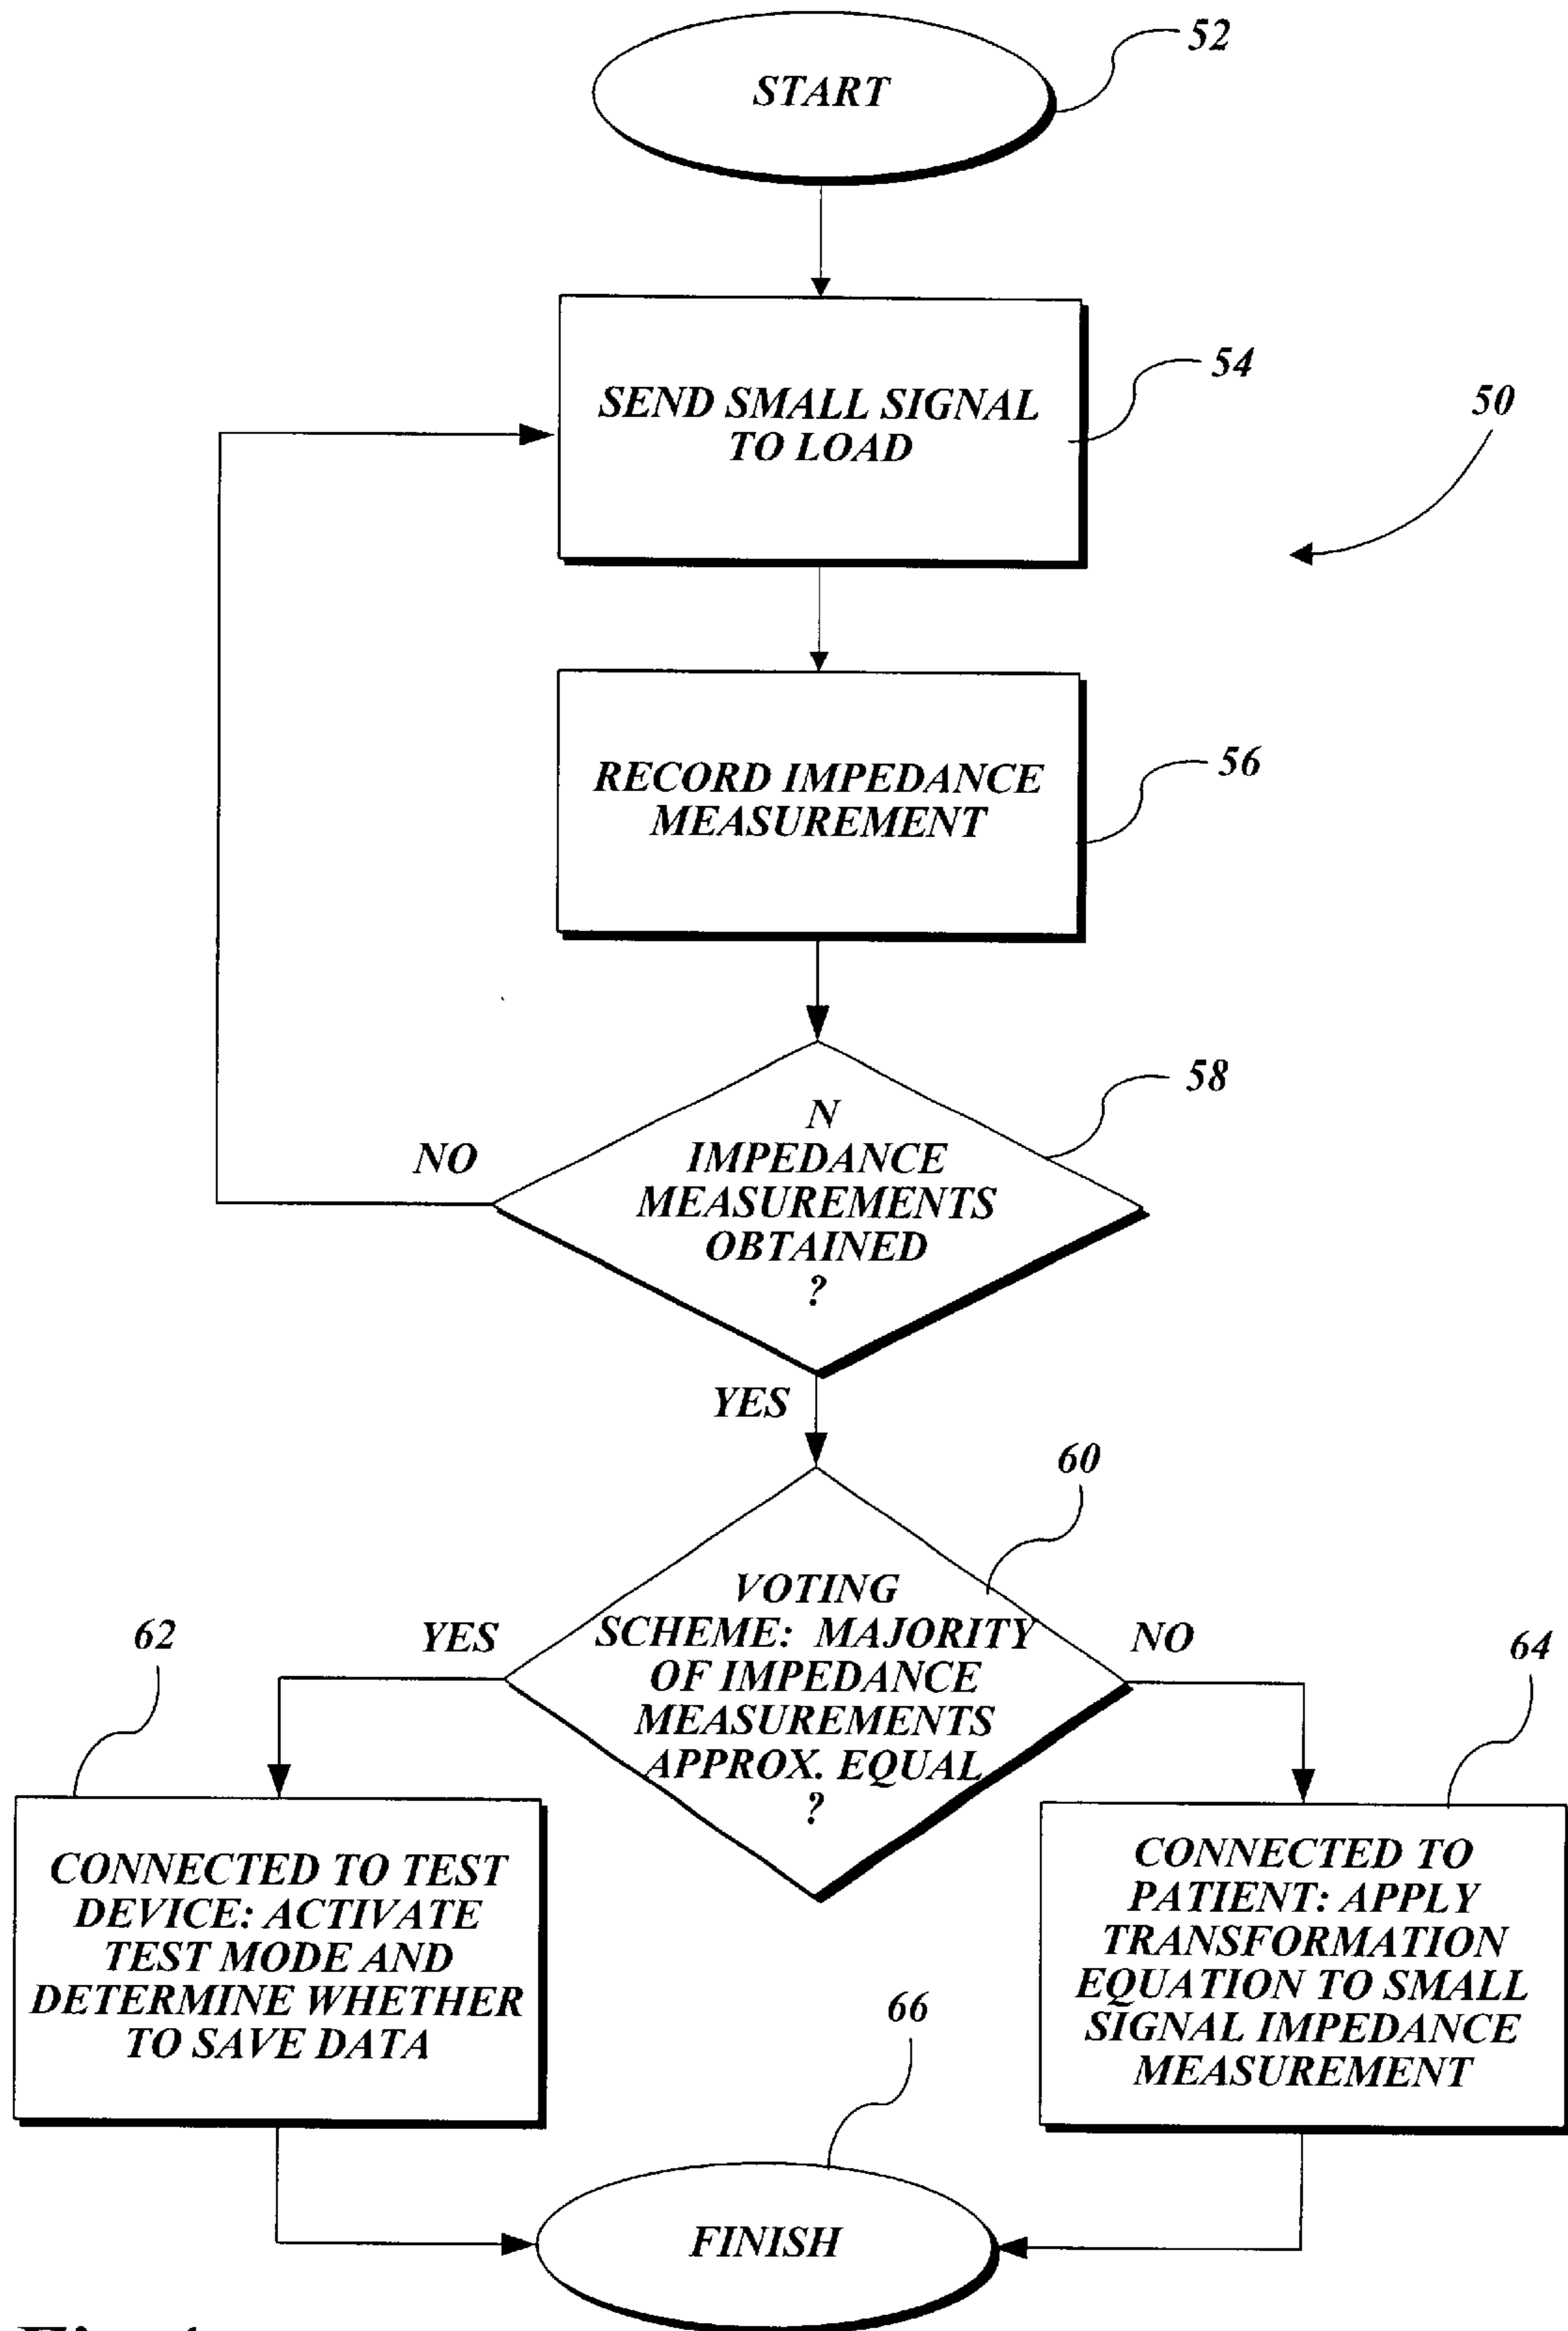 START
52
SEND SMALL SIGNAL
TO LOAD
54
50
RECORD IMPEDANCE
MEASUREMENT
56
N
IMPEDANCE
MEASUREMENTS
OBTAINED
?
58
NO
YES
60
VOTING
SCHEME: MAJORITY
OF IMPEDANCE
MEASUREMENTS
APPROX. EQUAL
?
YES
NO
62
64
CONNECTED TO TEST
DEVICE: ACTIVATE
TEST MODE AND
DETERMINE WHETHER
TO SAVE DATA
CONNECTED TO
PATIENT: APPLY
TRANSFORMATION
EQUATION TO SMALL
SIGNAL IMPEDANCE
MEASUREMENT
66
FINISH